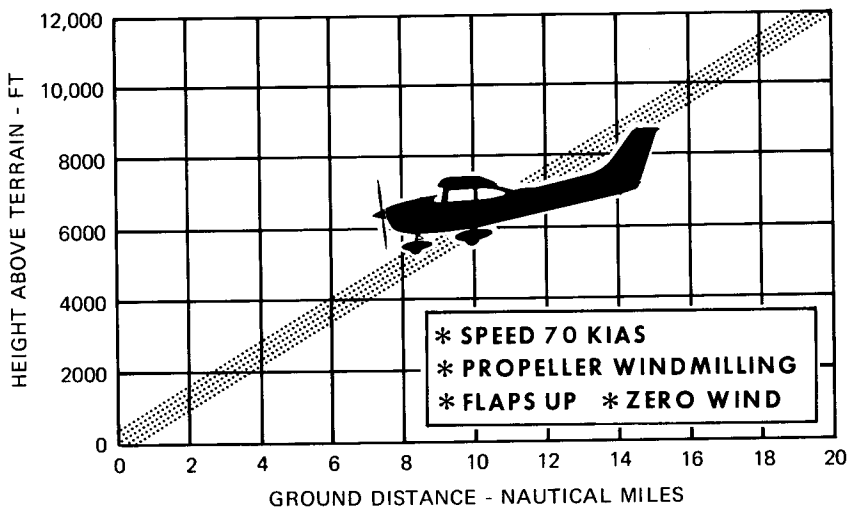 12,000
10,000
8000
6000
4000
2000
0
HEIGHT ABOVE TERRAIN - FT
* SPEED 70 KIAS
* PROPELLER WINDMILLING
* FLAPS UP * ZERO WIND
0 2 4 6 8 10 12 14 16 18 20
GROUND DISTANCE - NAUTICAL MILES